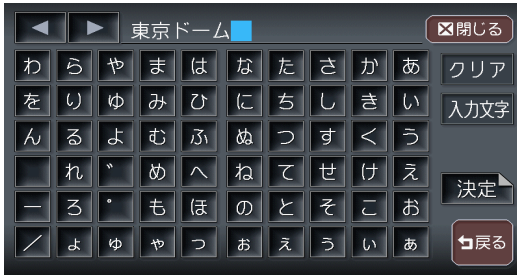 ◀ ▶ 東京ドーム ☒閉じる
わ ら や ま は な た さ か あ クリア
を り ゆ み ひ に ち し き い 入力文字
ん る よ む ふ ぬ つ す く う
れ ゛ め へ ね て せ け え
ー ろ ゜ も ほ の と そ こ お 決定
／ ょ ゅ ゃ っ ぉ ぇ ぅ ぃ ぁ 戻る